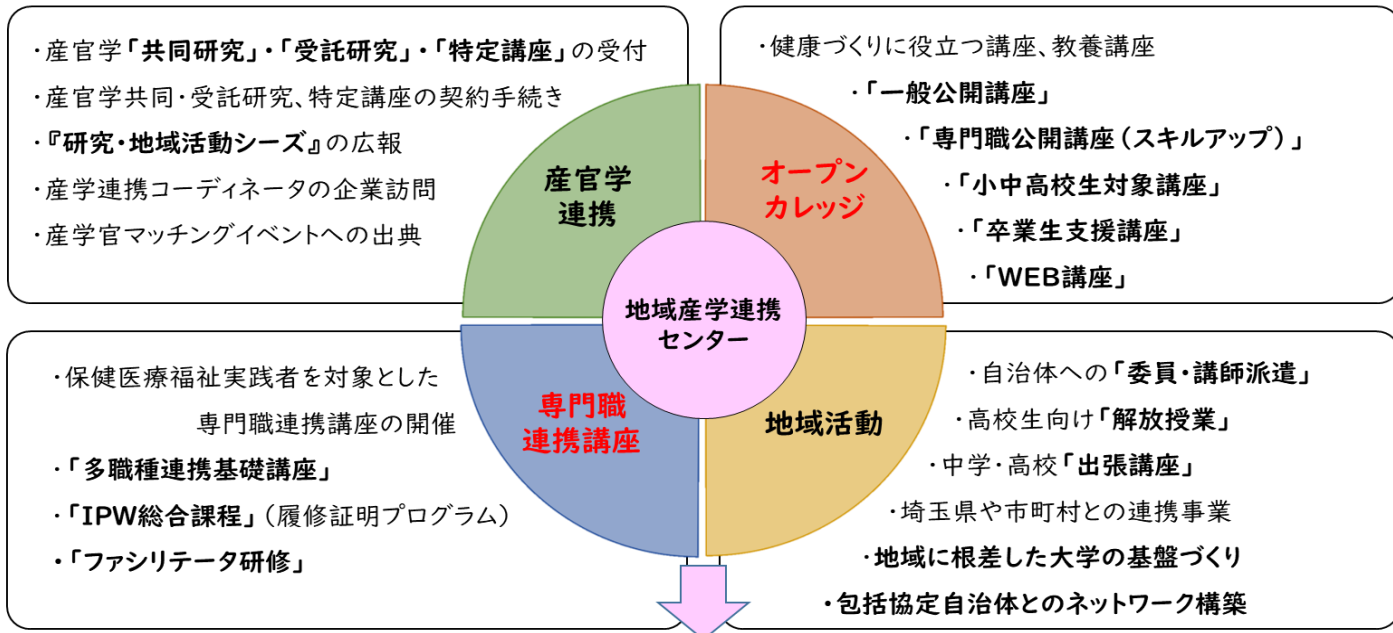 ・産官学「共同研究」・「受託研究」・「特定講座」の受付
・産官学共同・受託研究、特定講座の契約手続き
・『研究・地域活動シーズ』の広報
・産学連携コーディネータの企業訪問
・産学官マッチングイベントへの出典
・健康づくりに役立つ講座、教養講座
・「一般公開講座」
・「専門職公開講座（スキルアップ）」
・「小中高校生対象講座」
・「卒業生支援講座」
・「WEB講座」
産官学
連携
オープン
カレッジ
地域産学連携
センター
専門職
連携講座
地域活動
・保健医療福祉実践者を対象とした
専門職連携講座の開催
・「多職種連携基礎講座」
・「IPW総合課程」（履修証明プログラム）
・「ファシリテータ研修」
・自治体への「委員・講師派遣」
・高校生向け「解放授業」
・中学・高校「出張講座」
・埼玉県や市町村との連携事業
・地域に根差した大学の基盤づくり
・包括協定自治体とのネットワーク構築